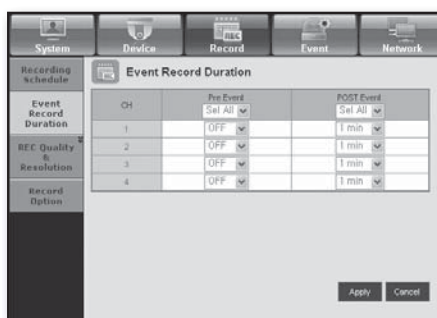 System Device Record Event Network
Recording
Schedule
Event
Record
Duration
REC Quality
&
Resolution
Record
Option
Event Record Duration
CH Pre Event POST Event
Sel All Sel All
1 OFF 1 min
2 OFF 1 min
3 OFF 1 min
4 OFF 1 min
Apply Cancel